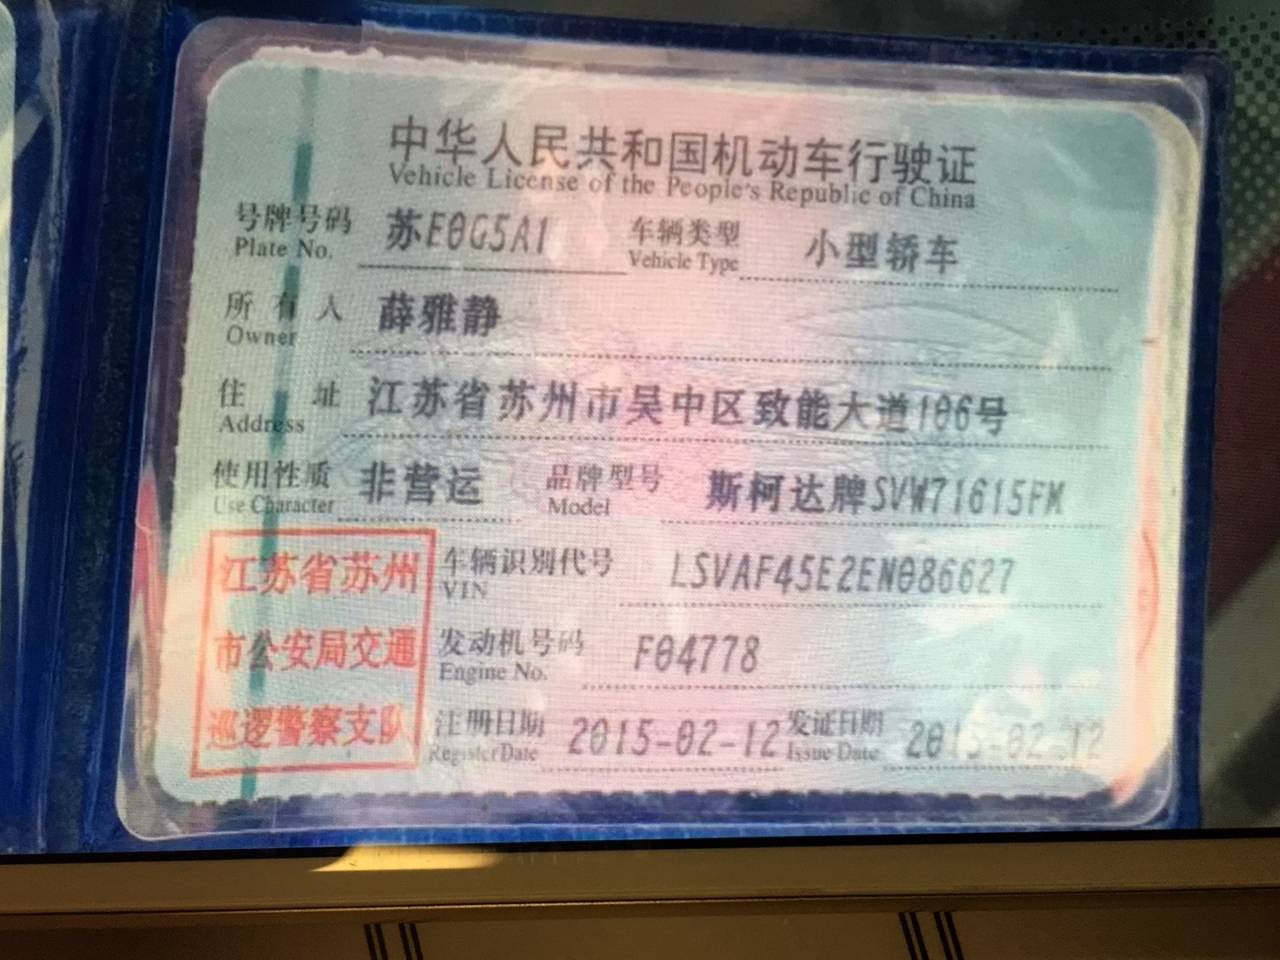 中华人民共和国机动车行驶证
Vehicle License of the People's Republic of China
号牌号码 苏E0G5A1 车辆类型 小型轿车
Plate No. Vehicle Type
所有人 薛雅静
Owner
住址 江苏省苏州市吴中区致能大道106号
Address
使用性质 非营运 品牌型号 斯柯达牌SVW71615FM
Use Character Model
江苏省苏州
市公安局交通
巡逻警察支队
车辆识别代号 LSVAF45E2EN086627
VIN
发动机号码 F04778
Engine No.
注册日期 2015-02-12 发证日期 2015-02-12
Register Date Issue Date